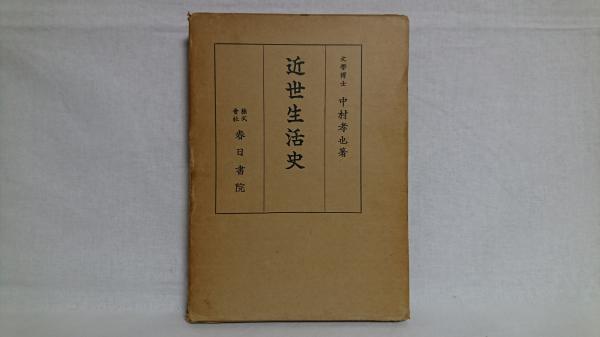 文學博士 中村孝也著
近世生活史
株式會社 春日書院